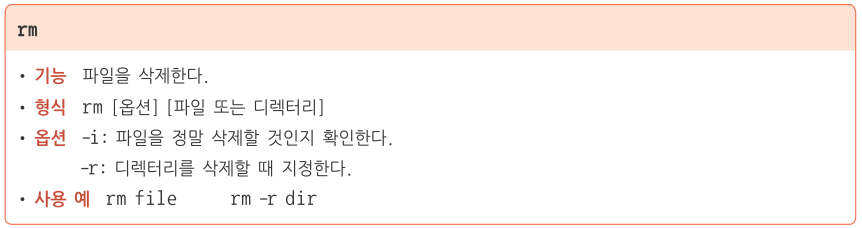 rm
• 기능 파일을 삭제한다.
• 형식 rm [옵션] [파일 또는 디렉터리]
• 옵션 -i: 파일을 정말 삭제할 것인지 확인한다.
-r: 디렉터리를 삭제할 때 지정한다.
• 사용 예 rm file rm -r dir